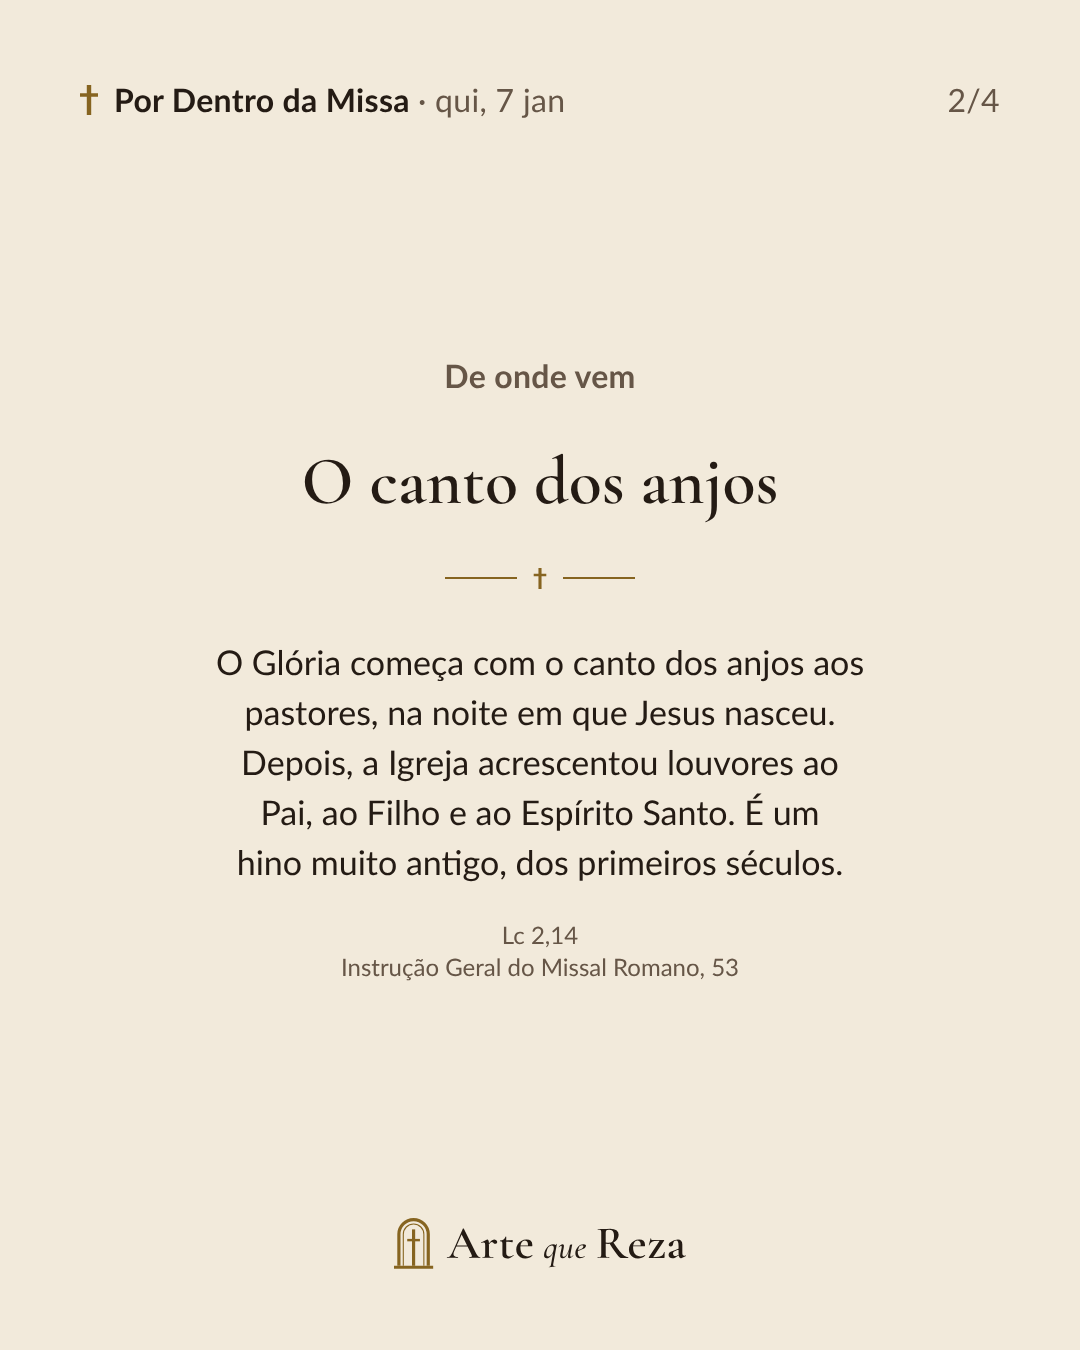 Por Dentro da Missa · qui, 7 jan
2/4
De onde vem
O canto dos anjos
O Glória começa com o canto dos anjos aos
pastores, na noite em que Jesus nasceu.
Depois, a Igreja acrescentou louvores ao
Pai, ao Filho e ao Espírito Santo. É um
hino muito antigo, dos primeiros séculos.
Lc 2,14
Instrução Geral do Missal Romano, 53
Arte que Reza